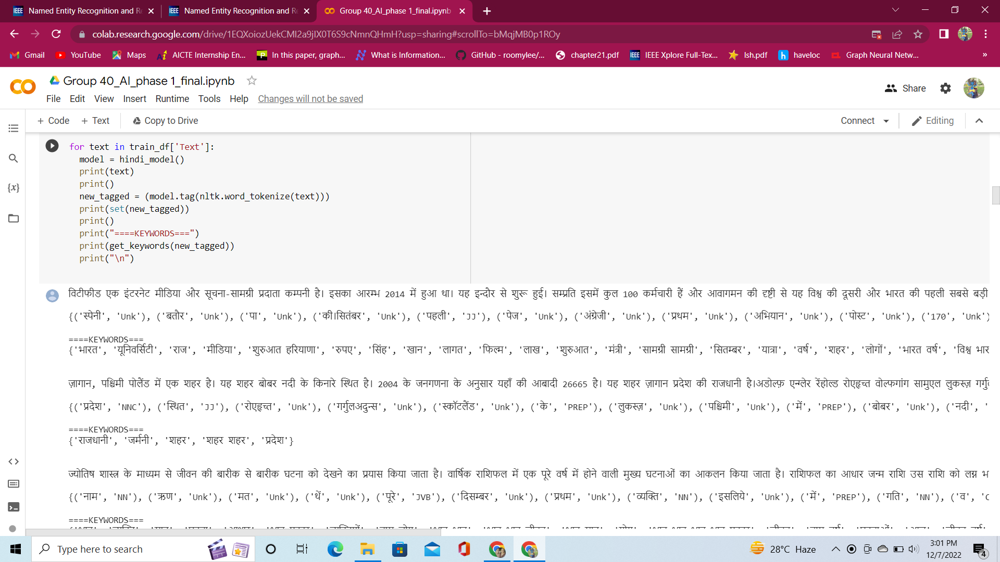 Named Entity Recognition and Re
Named Entity Recognition and Re
Group 40_AI_phase 1_final.ipynb
colab.research.google.com/drive/1EQXoiozUekCMI2a9jIX0T6S9cNmnQHmH?usp=sharing#scrollTo=bMqjMB0p1ROy
Gmail YouTube Maps AICTE Internship En... In this paper, graph... What is Information... GitHub - roomylee/... chapter21.pdf IEEE Xplore Full-Tex... lsh.pdf haveloc Graph Neural Netw... »
Group 40_AI_phase 1_final.ipynb
Share
File Edit View Insert Runtime Tools Help Changes will not be saved
+ Code + Text Copy to Drive
Connect Editing
for text in train_df['Text']:
model = hindi_model()
print(text)
print()
new_tagged = (model.tag(nltk.word_tokenize(text)))
print(set(new_tagged))
print()
print("====KEYWORDS===")
print(get_keywords(new_tagged))
print("\n")
विटीफीड एक इंटरनेट मीडिया और सूचना-सामग्री प्रदाता कम्पनी है। इसका आरम्भ 2014 में हुआ था। यह इन्दौर से शुरू हुई। सम्प्रति इसमें कुल 100 कर्मचारी हैं और आवागमन की दृष्टी से यह विश्व की दूसरी और भारत की पहली सबसे बड़ी
{('स्पेनी', 'Unk'), ('बतौर', 'Unk'), ('पा', 'Unk'), ('की।सितंबर', 'Unk'), ('पहली', 'JJ'), ('पेज', 'Unk'), ('अंग्रेजी', 'Unk'), ('प्रथम', 'Unk'), ('अभियान', 'Unk'), ('पोस्ट', 'Unk'), ('170', 'Unk')
====KEYWORDS===
{'भारत', 'यूनिवर्सिटी', 'राज', 'मीडिया', 'शुरुआत हरियाणा', 'रुपए', 'सिंह', 'खान', 'लागत', 'फिल्म', 'लाख', 'शुरुआत', 'मंत्री', 'सामग्री सामग्री', 'सितम्बर', 'यात्रा', 'वर्ष', 'शहर', 'लोगों', 'भारत वर्ष', 'विश्व भार
ज़ागान, पश्चिमी पोलैंड में एक शहर है। यह शहर बोबर नदी के किनारे स्थित है। 2004 के जनगणना के अनुसार यहाँ की आबादी 26665 है। यह शहर ज़ागान प्रदेश की राजधानी है।अडोल्फ़ एन्ग्लेर रेंहोल्ड रोएहृच्त वोल्फगांग सामुएल लुकस्ज़
{('प्रदेश', 'NNC'), ('स्थित', 'JJ'), ('रोएहृच्त', 'Unk'), ('गर्गुलअदुन्स', 'Unk'), ('स्कॉटलैंड', 'Unk'), ('के', 'PREP'), ('लुकस्ज़', 'Unk'), ('पश्चिमी', 'Unk'), ('में', 'PREP'), ('बोबर', 'Unk'), ('नदी', '
====KEYWORDS===
{'राजधानी', 'जर्मनी', 'शहर', 'शहर शहर', 'प्रदेश'}
ज्योतिष शास्त्र के माध्यम से जीवन की बारीक से बारीक घटना को देखने का प्रयास किया जाता है। वार्षिक राशिफल में एक पूरे वर्ष में होने वाली मुख्य घटनाओं का आकलन किया जाता है। राशिफल का आधार जन्म राशि उस राशि को लग्न भ
{('नाम', 'NN'), ('ऋण', 'Unk'), ('मत', 'Unk'), ('थें', 'Unk'), ('पूरे', 'JVB'), ('दिसम्बर', 'Unk'), ('प्रथम', 'Unk'), ('व्यक्ति', 'NN'), ('इसलिये', 'Unk'), ('में', 'PREP'), ('गति', 'NN'), ('व', 'C
====KEYWORDS===
Type here to search
28°C Haze
3:01 PM
12/7/2022
4